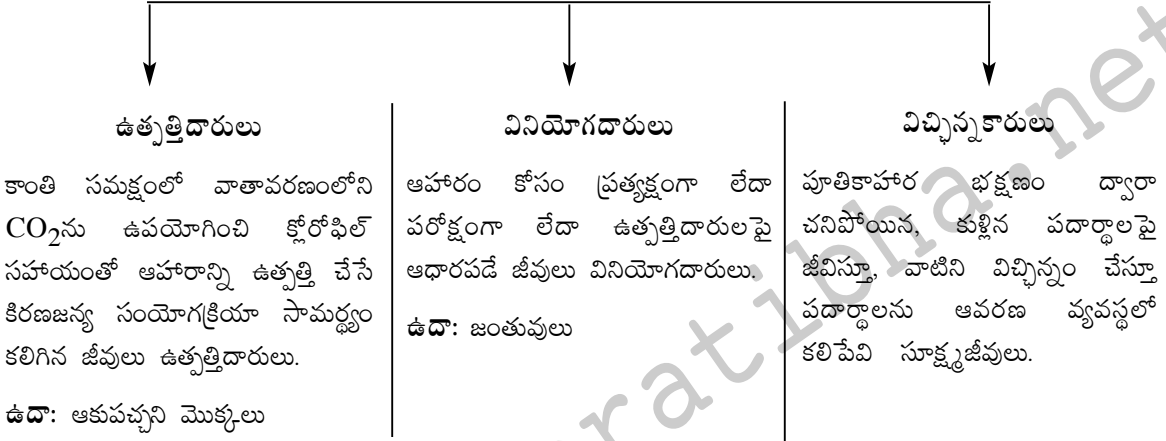 ఉత్పత్తిదారులు
కాంతి సమక్షంలో వాతావరణంలోని
CO2ను ఉపయోగించి క్లోరోఫిల్
సహాయంతో ఆహారాన్ని ఉత్పత్తి చేసే
కిరణజన్య సంయోగక్రియా సామర్థ్యం
కలిగిన జీవులు ఉత్పత్తిదారులు.
ఉదా: ఆకుపచ్చని మొక్కలు
వినియోగదారులు
ఆహారం కోసం ప్రత్యక్షంగా లేదా
పరోక్షంగా లేదా ఉత్పత్తిదారులపై
ఆధారపడే జీవులు వినియోగదారులు.
ఉదా: జంతువులు
విచ్ఛిన్నకారులు
పూతికాహార భక్షణం ద్వారా
చనిపోయిన, కుళ్లిన పదార్థాలపై
జీవిస్తూ, వాటిని విచ్ఛిన్నం చేస్తూ
పదార్థాలను ఆవరణ వ్యవస్థలో
కలిపేవి సూక్ష్మజీవులు.
ratibha.net